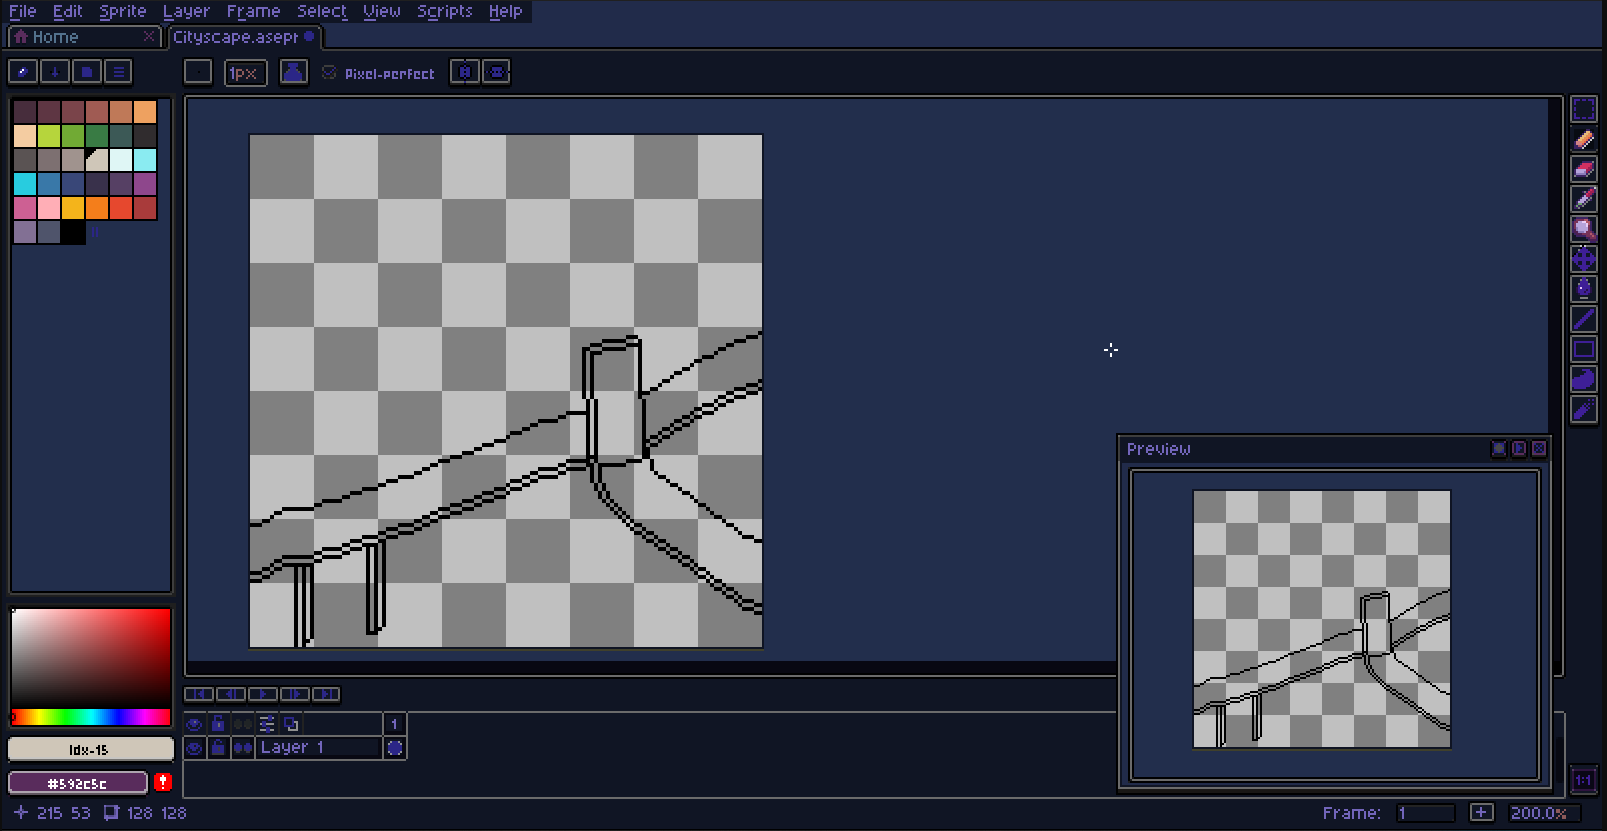 File Edit Sprite Layer Frame Select View Scripts Help
Home Cityscape.asepr
1px Pixel-perfect
Preview
1
Layer 1
Idx-15
#592c5c
215 53 128 128
Frame: 1 200.0%
1:1